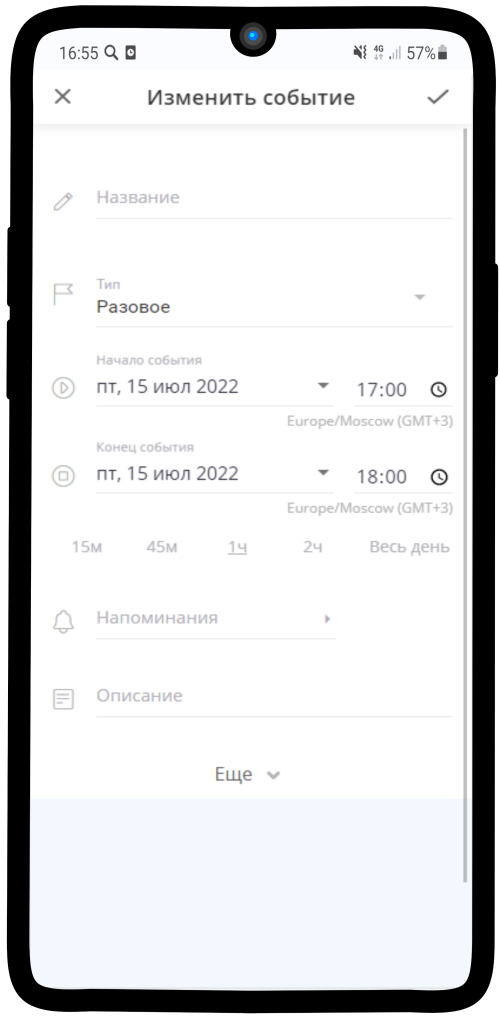 16:55 4G 57%
Изменить событие
Название
Тип
Разовое
Начало события
пт, 15 июл 2022 17:00
Europe/Moscow (GMT+3)
Конец события
пт, 15 июл 2022 18:00
Europe/Moscow (GMT+3)
15м 45м 1ч 2ч Весь день
Напоминания
Описание
Еще